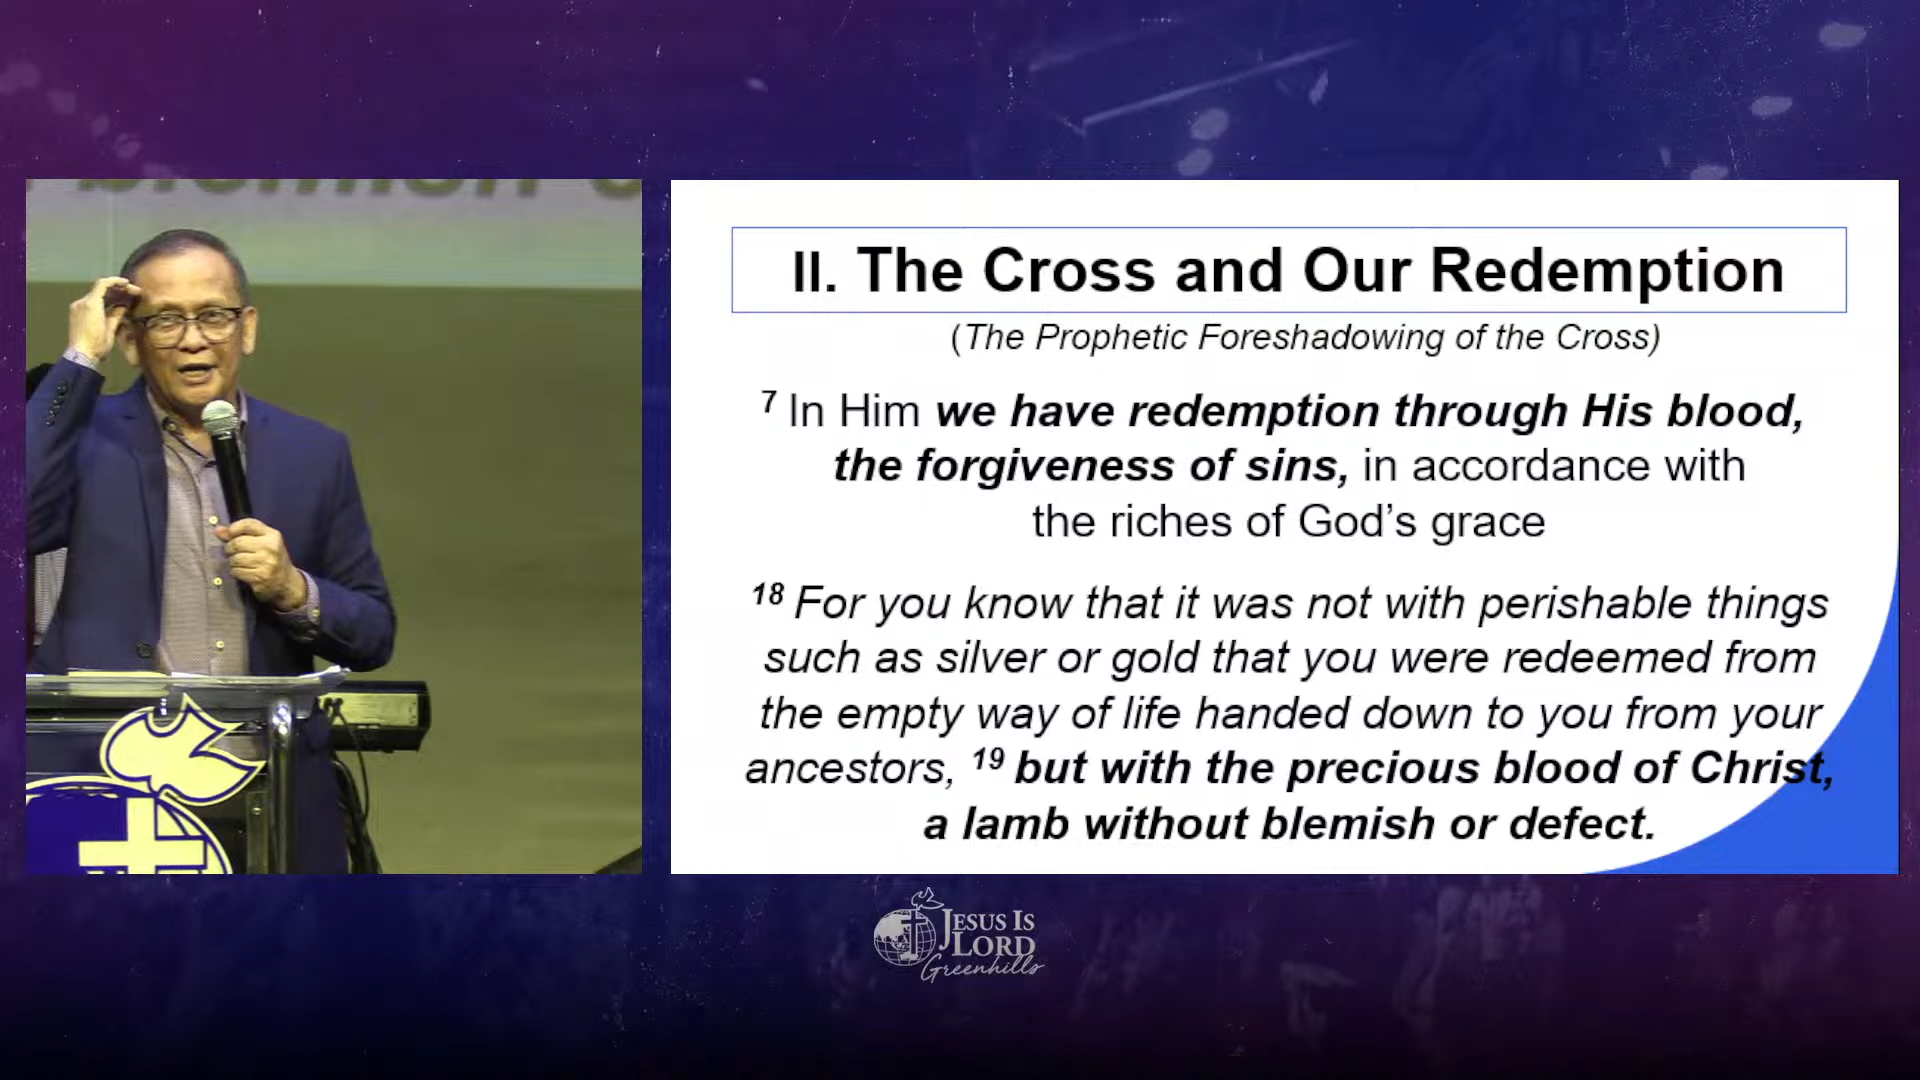 II. The Cross and Our Redemption
(The Prophetic Foreshadowing of the Cross)
7 In Him we have redemption through His blood,
the forgiveness of sins, in accordance with
the riches of God’s grace
18 For you know that it was not with perishable things
such as silver or gold that you were redeemed from
the empty way of life handed down to you from your
ancestors, 19 but with the precious blood of Christ,
a lamb without blemish or defect.
JESUS IS
LORD
Greenhills